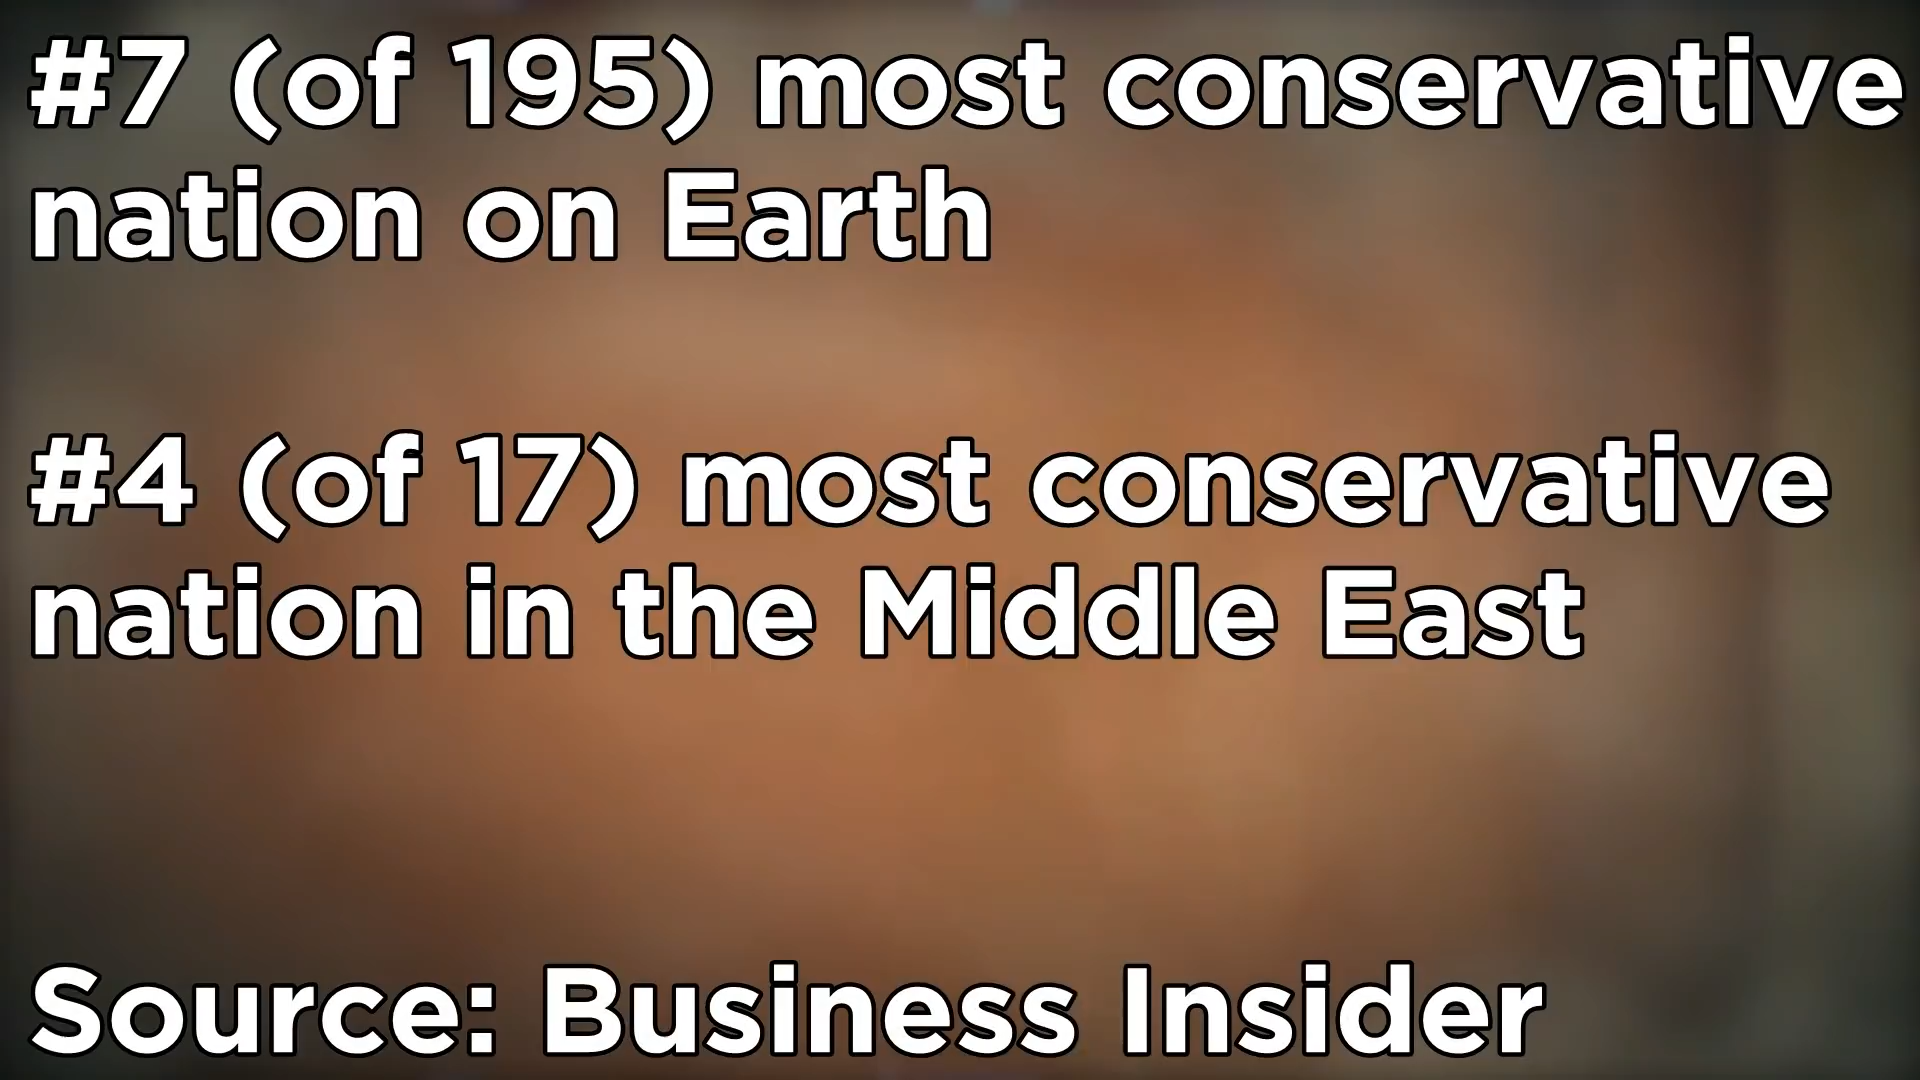 #7 (of 195) most conservative
nation on Earth
#4 (of 17) most conservative
nation in the Middle East
Source: Business Insider